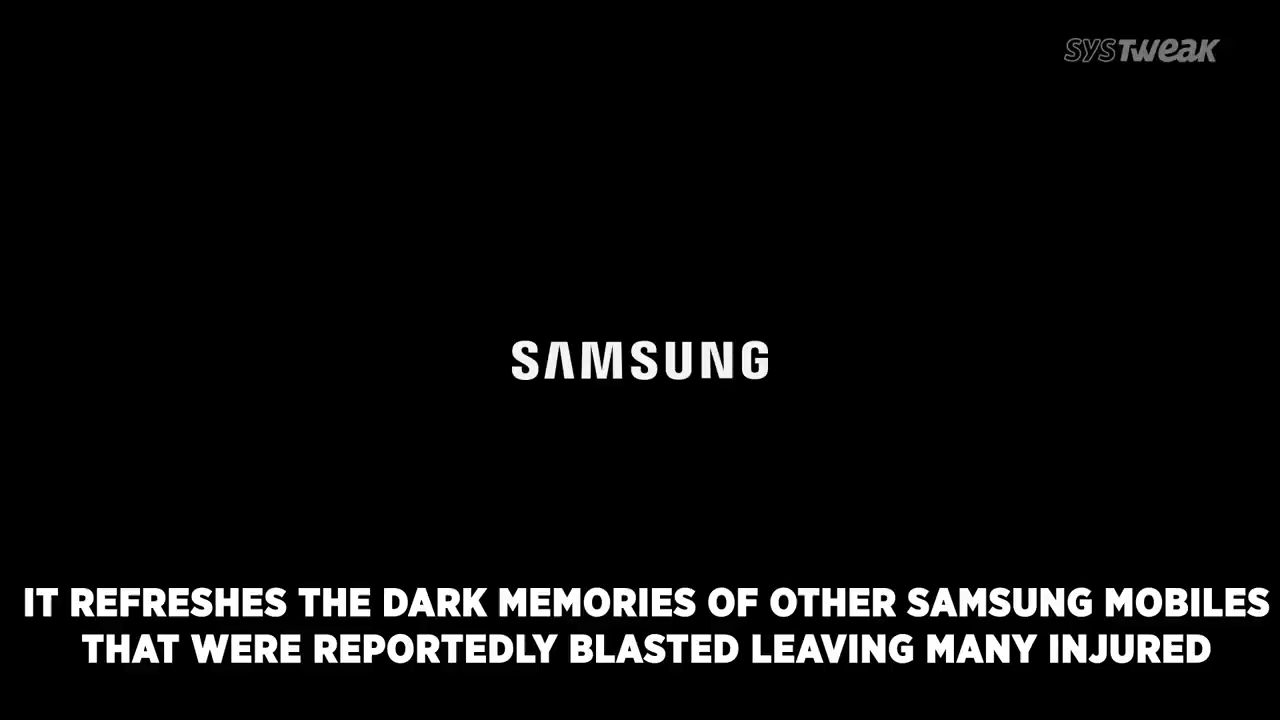 SYSTWEAK
SAMSUNG
IT REFRESHES THE DARK MEMORIES OF OTHER SAMSUNG MOBILES
THAT WERE REPORTEDLY BLASTED LEAVING MANY INJURED